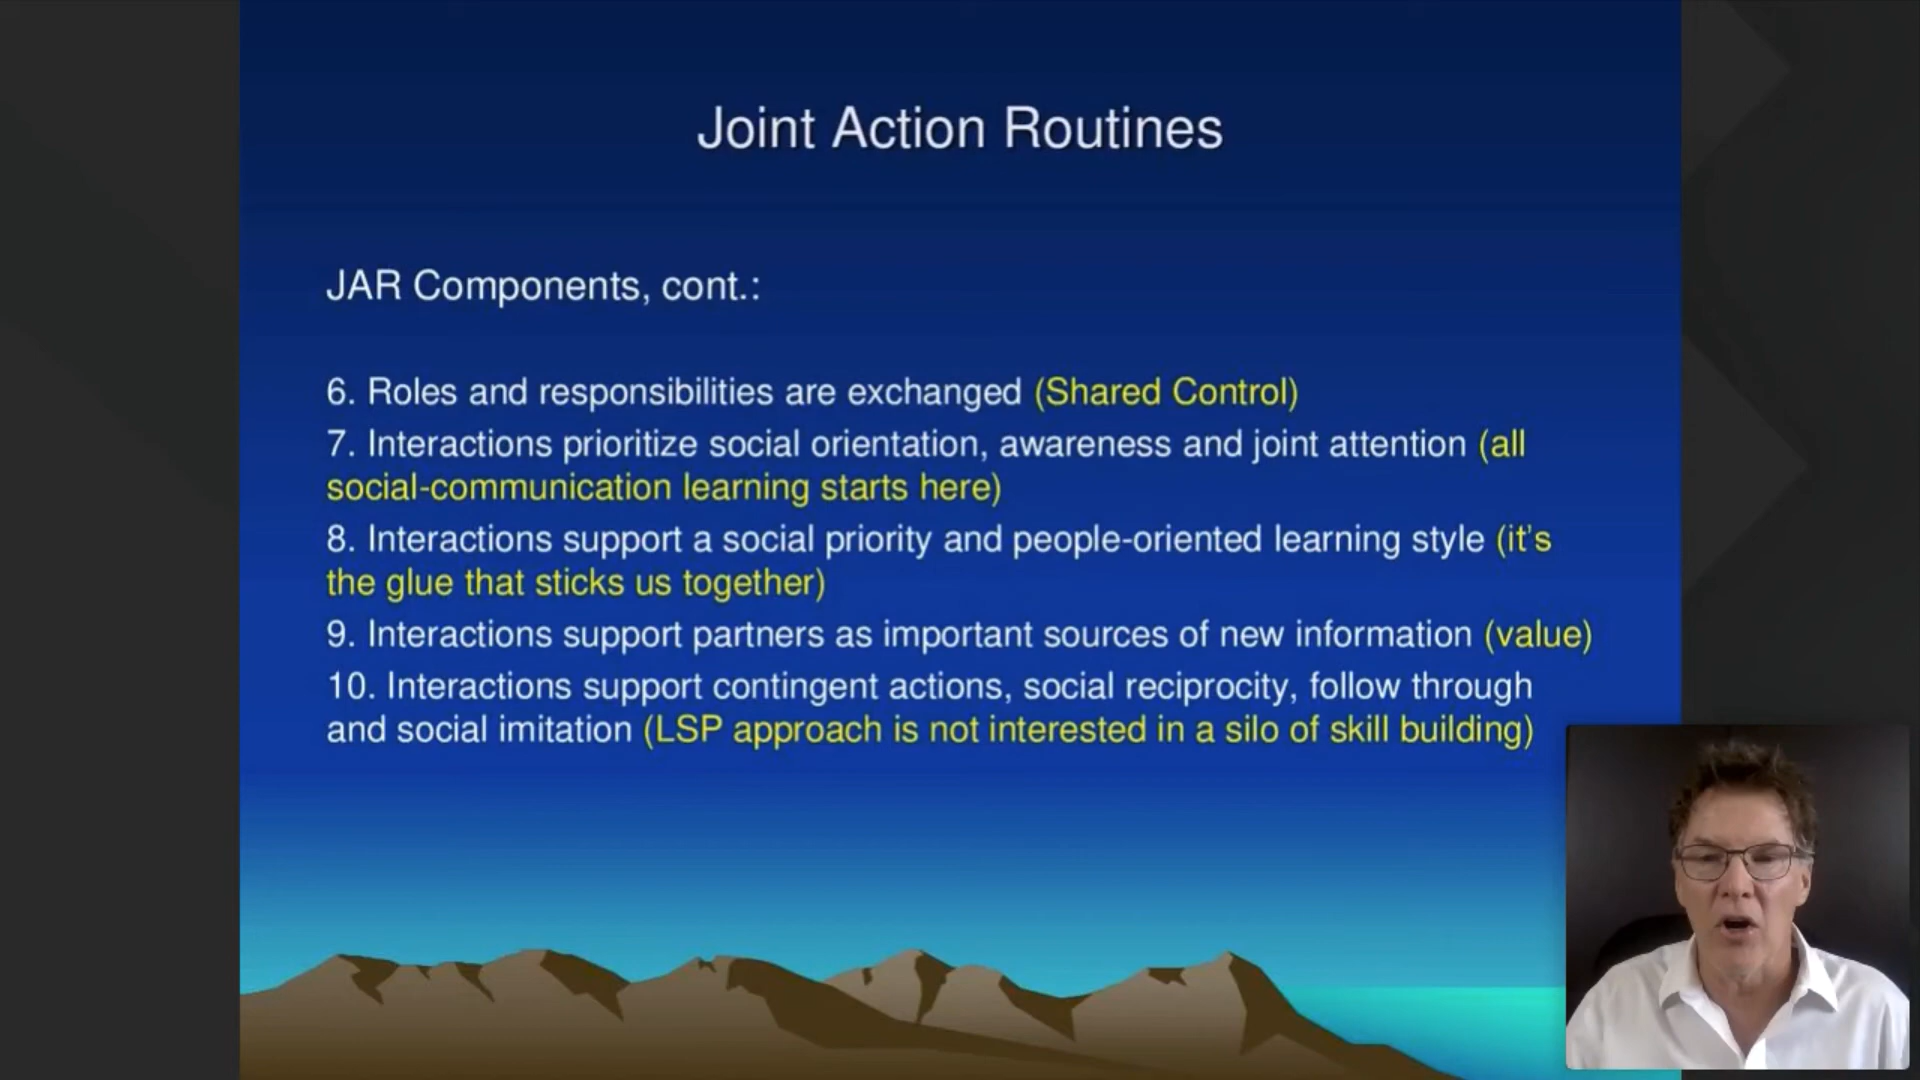 Joint Action Routines
JAR Components, cont.:
6. Roles and responsibilities are exchanged (Shared Control)
7. Interactions prioritize social orientation, awareness and joint attention (all
social-communication learning starts here)
8. Interactions support a social priority and people-oriented learning style (it's
the glue that sticks us together)
9. Interactions support partners as important sources of new information (value)
10. Interactions support contingent actions, social reciprocity, follow through
and social imitation (LSP approach is not interested in a silo of skill building)